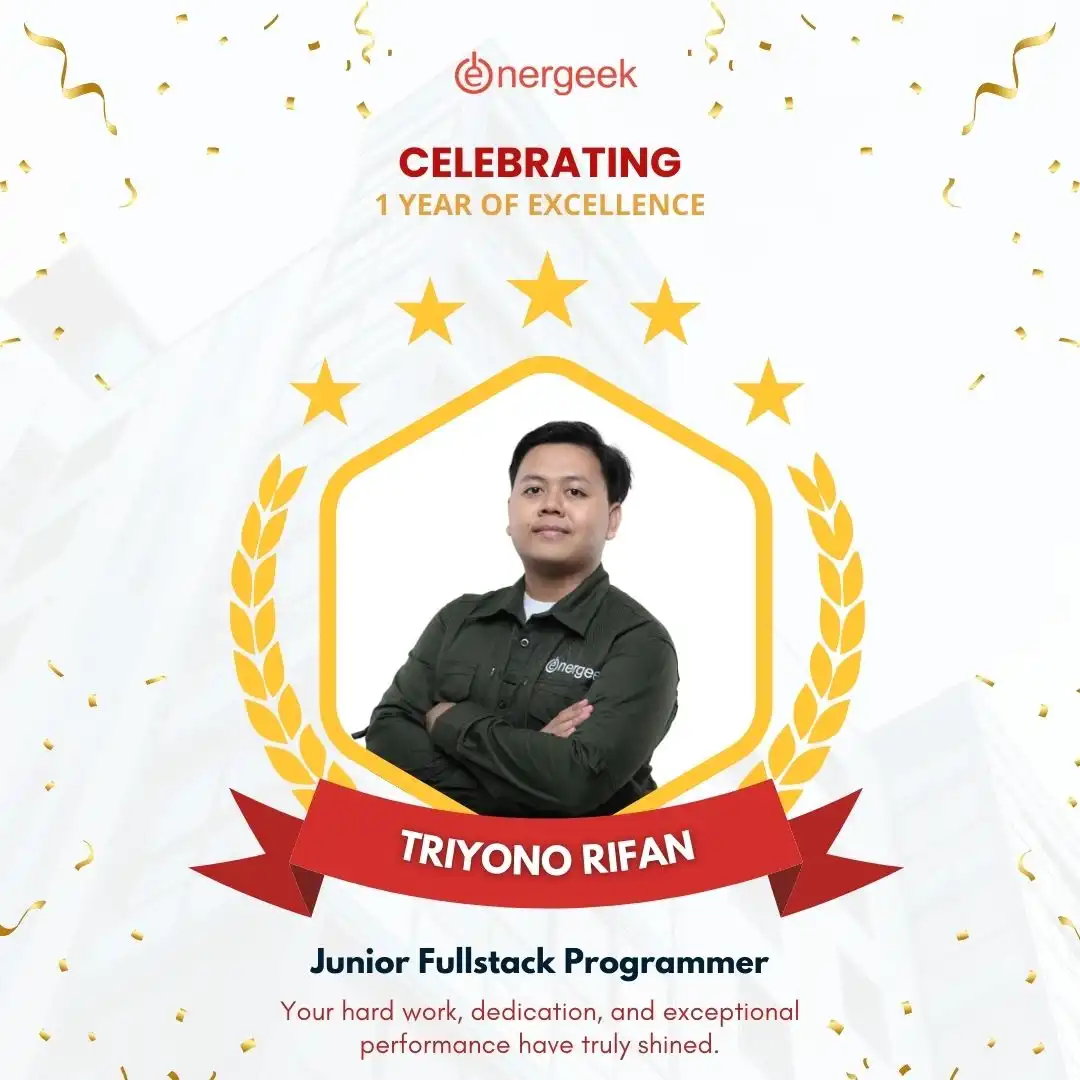 energeek
CELEBRATING
1 YEAR OF EXCELLENCE
energeek
TRIYONO RIFAN
Junior Fullstack Programmer
Your hard work, dedication, and exceptional
performance have truly shined.